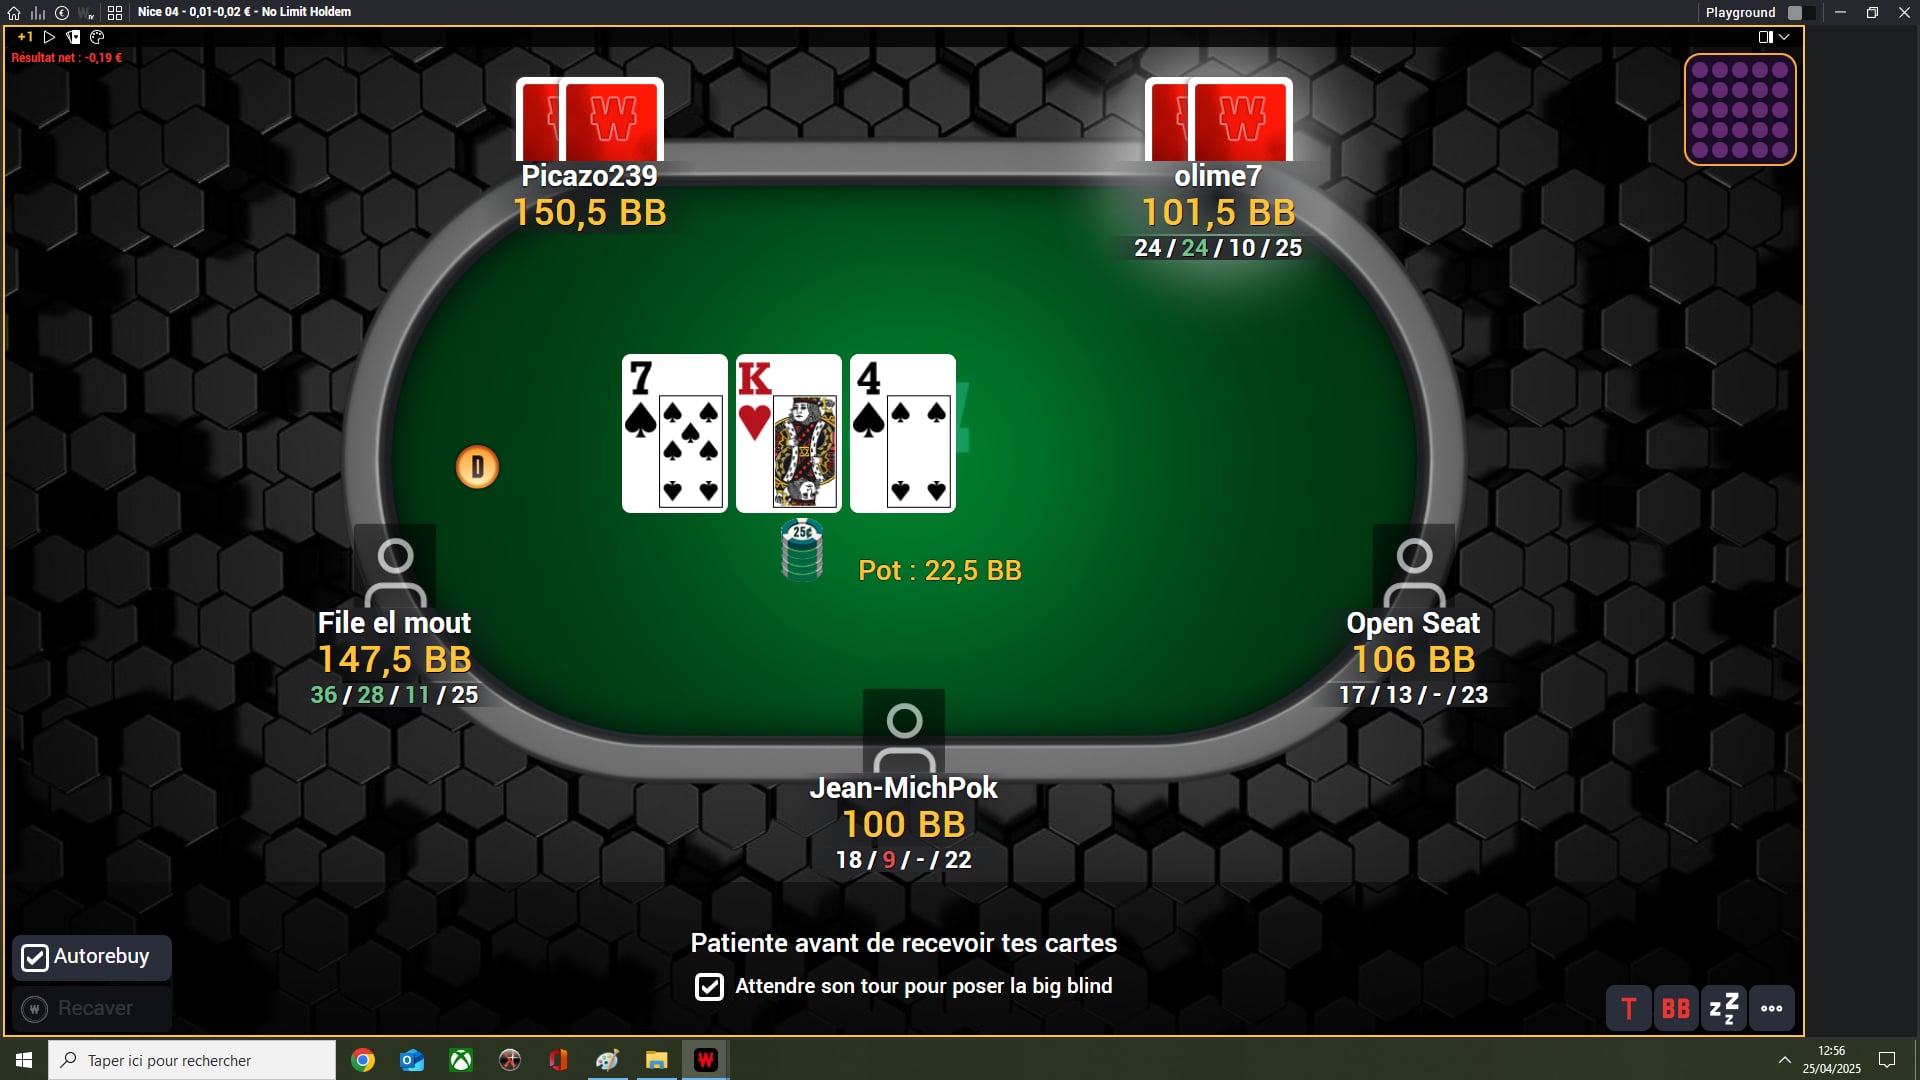 Nice 04 - 0,01-0,02 € - No Limit Holdem
Playground
+1
Résultat net : -0,19 €
Picazo239
150,5 BB
olime7
101,5 BB
24 / 24 / 10 / 25
7
K
4
D
25¢
Pot : 22,5 BB
File el mout
147,5 BB
36 / 28 / 11 / 25
Open Seat
106 BB
17 / 13 / - / 23
Jean-MichPok
100 BB
18 / 9 / - / 22
Patiente avant de recevoir tes cartes
Attendre son tour pour poser la big blind
Autorebuy
Recaver
T
BB
z Z z
Taper ici pour rechercher
12:56
25/04/2025